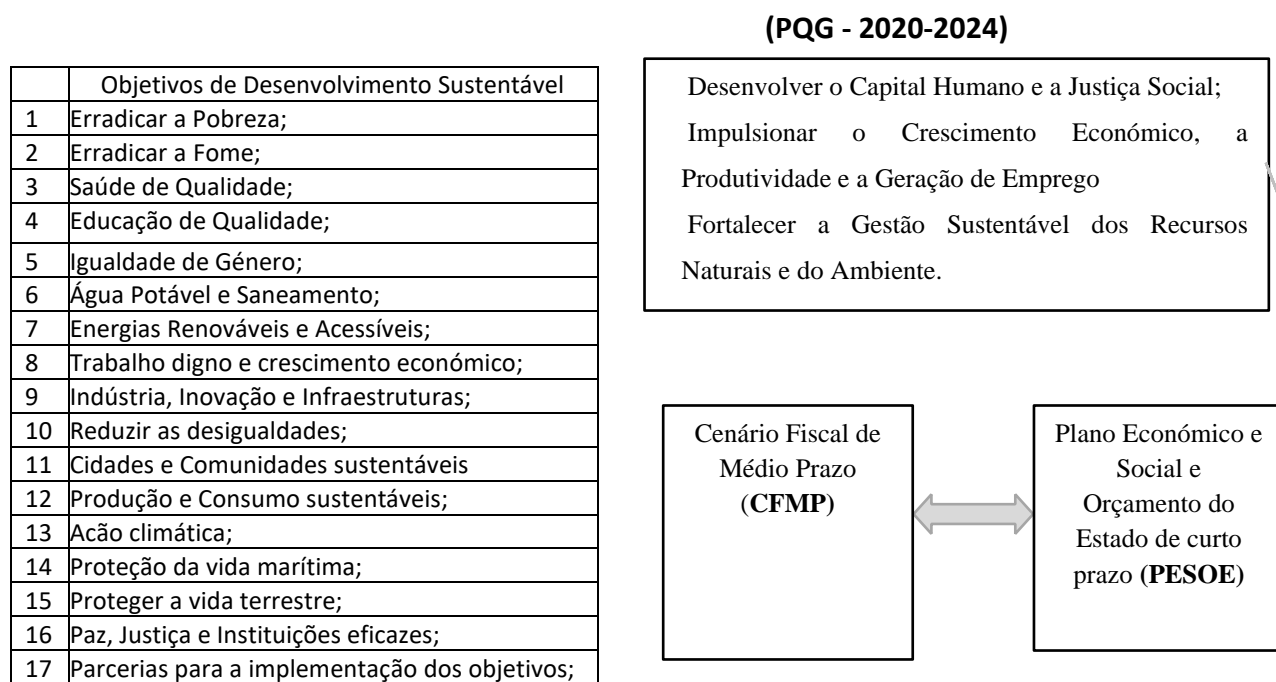 (PQG - 2020-2024)
Objetivos de Desenvolvimento Sustentável
1 Erradicar a Pobreza;
2 Erradicar a Fome;
3 Saúde de Qualidade;
4 Educação de Qualidade;
5 Igualdade de Género;
6 Água Potável e Saneamento;
7 Energias Renováveis e Acessíveis;
8 Trabalho digno e crescimento económico;
9 Indústria, Inovação e Infraestruturas;
10 Reduzir as desigualdades;
11 Cidades e Comunidades sustentáveis
12 Produção e Consumo sustentáveis;
13 Acão climática;
14 Proteção da vida marítima;
15 Proteger a vida terrestre;
16 Paz, Justiça e Instituições eficazes;
17 Parcerias para a implementação dos objetivos;
Desenvolver o Capital Humano e a Justiça Social;
Impulsionar o Crescimento Económico, a
Produtividade e a Geração de Emprego
Fortalecer a Gestão Sustentável dos Recursos
Naturais e do Ambiente.
Cenário Fiscal de
Médio Prazo
(CFMP)
Plano Económico e
Social e
Orçamento do
Estado de curto
prazo (PESOE)